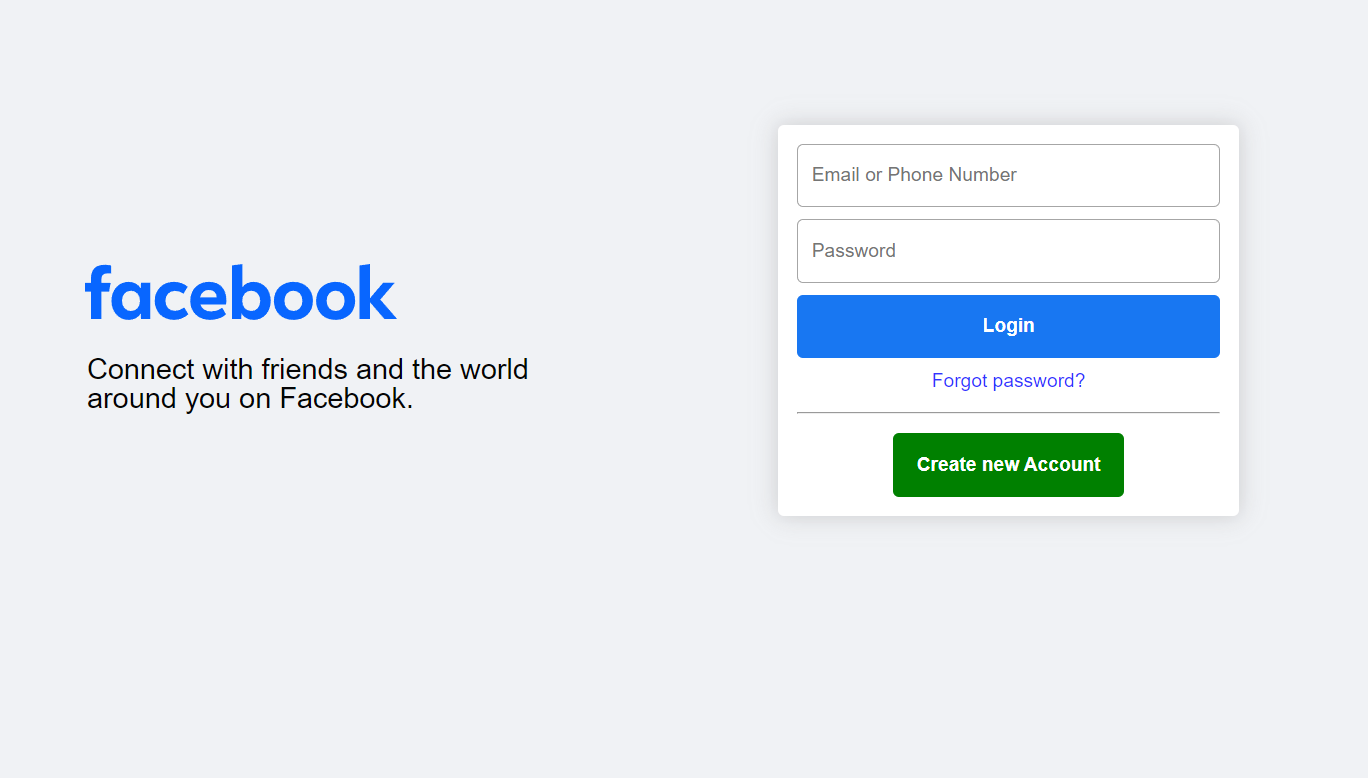 facebook
Connect with friends and the world
around you on Facebook.
Email or Phone Number
Password
Login
Forgot password?
Create new Account